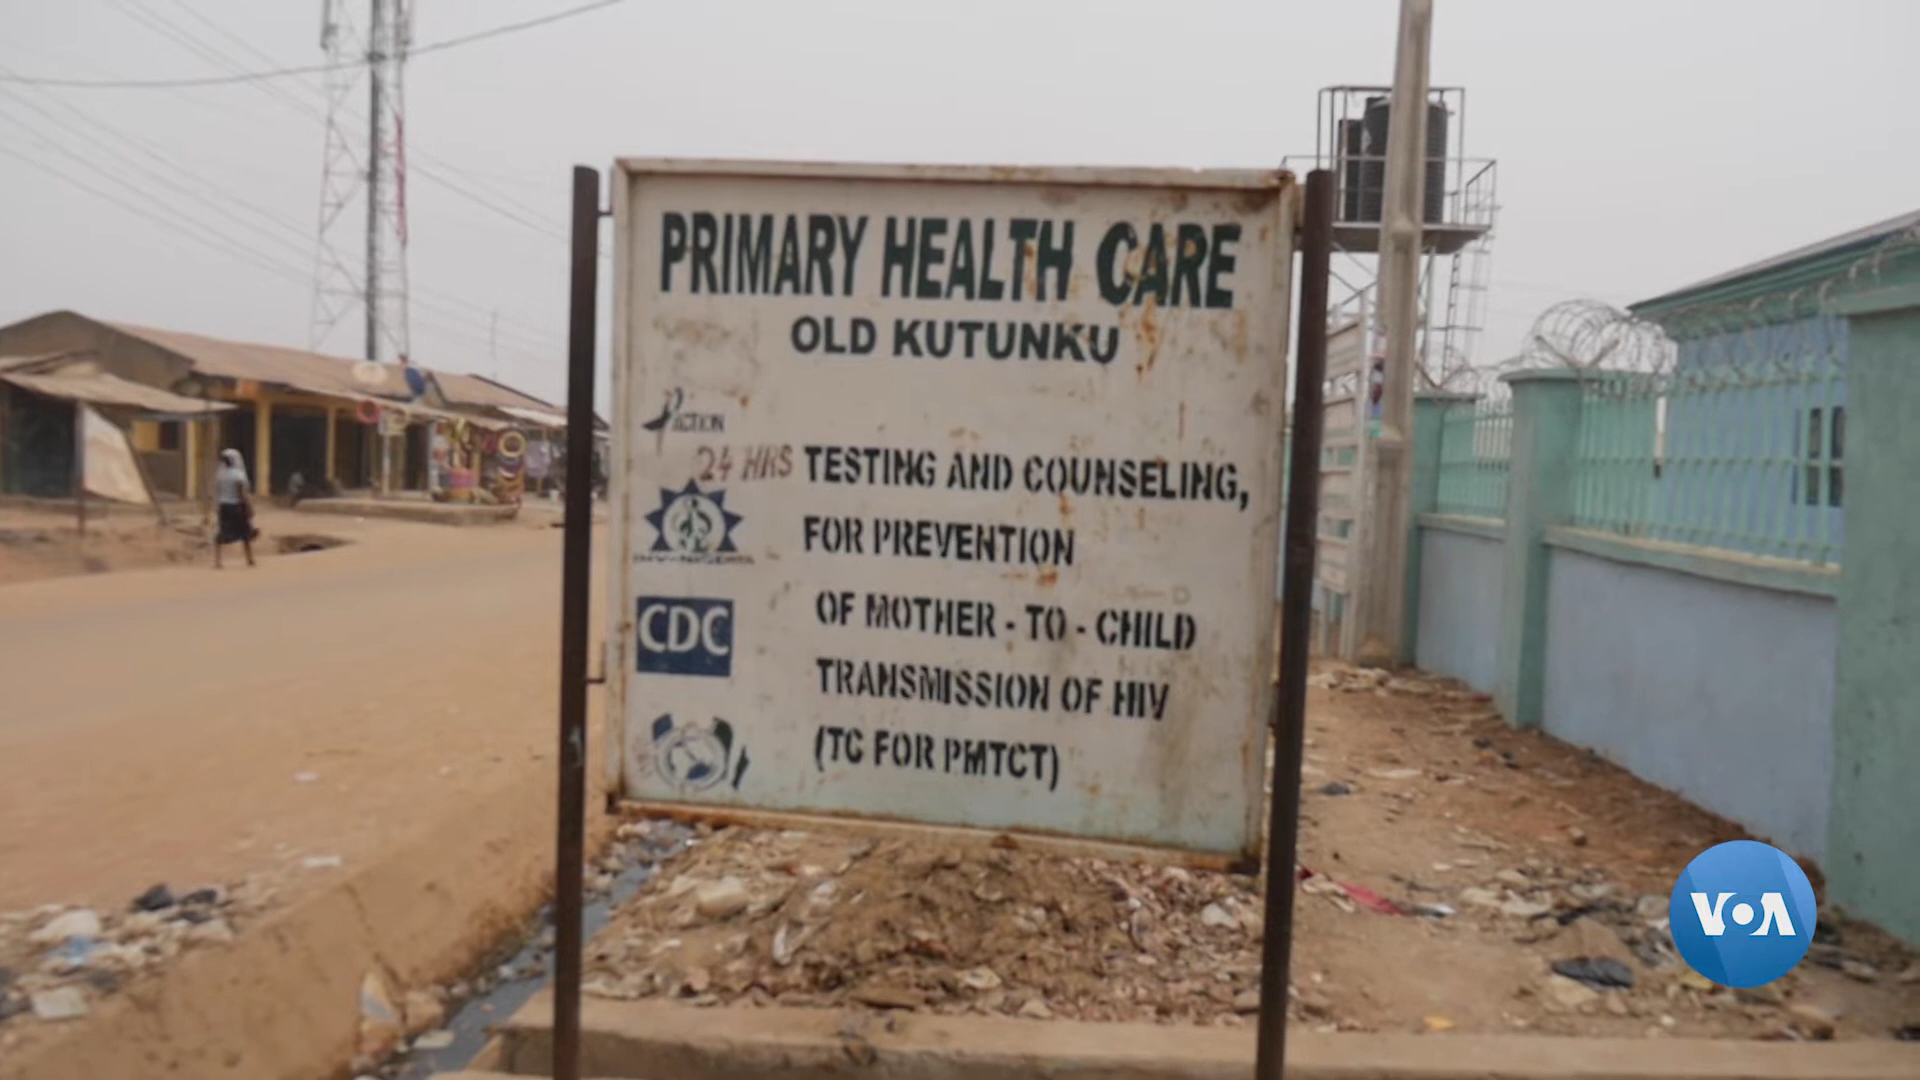 PRIMARY HEALTH CARE
OLD KUTUNKU
ACTION
24 HRS TESTING AND COUNSELING,
FOR PREVENTION
OF MOTHER - TO - CHILD
CDC
TRANSMISSION OF HIV
(TC FOR PMTCT)
VOA